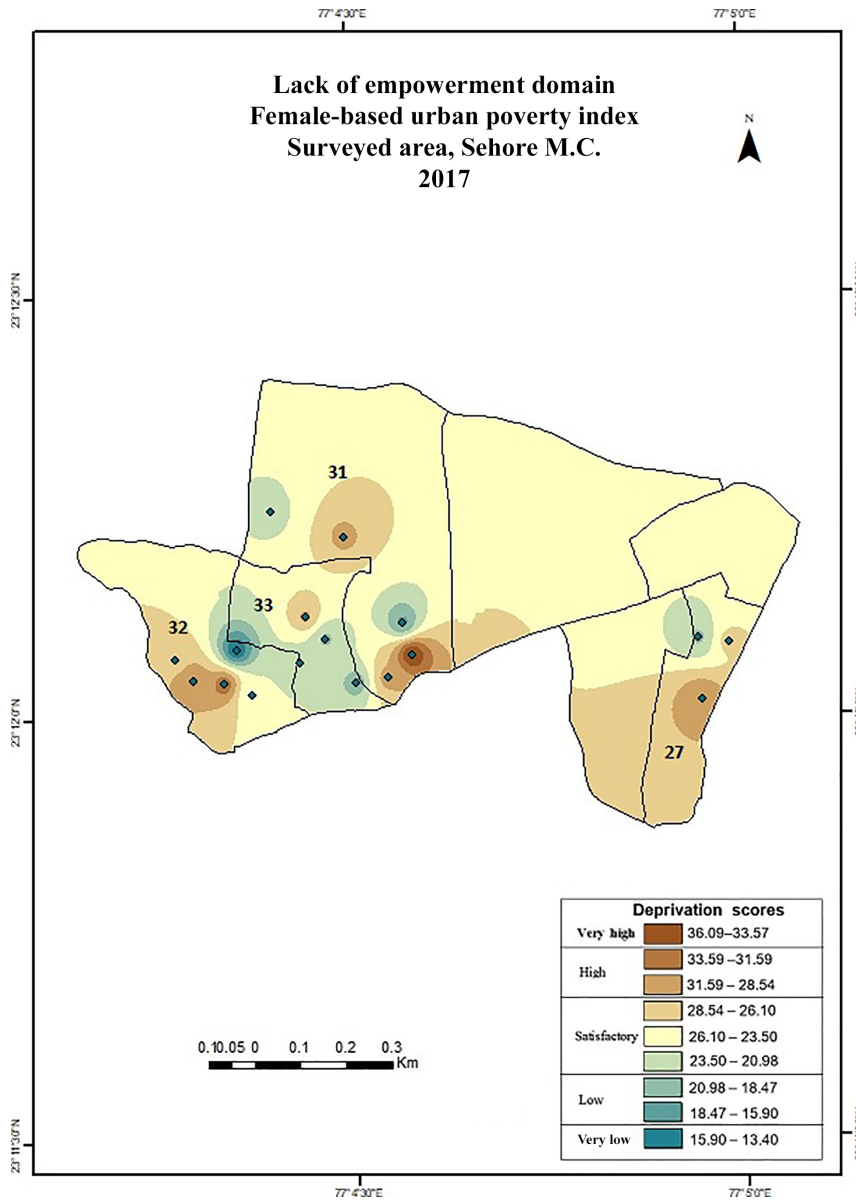 77°4'30"E
77°5'0"E
Lack of empowerment domain
Female-based urban poverty index
Surveyed area, Sehore M.C.
2017
N
23°12'30"N
31
33
32
23°12'0"N
27
Deprivation scores
Very high
36.09–33.57
High
33.59 –31.59
31.59 – 28.54
Satisfactory
28.54 – 26.10
26.10 – 23.50
23.50 – 20.98
Low
20.98 – 18.47
18.47 – 15.90
Very low
15.90 – 13.40
0.10.05 0 0.1 0.2 0.3
Km
23°11'30"N
77°4'30"E
77°5'0"E